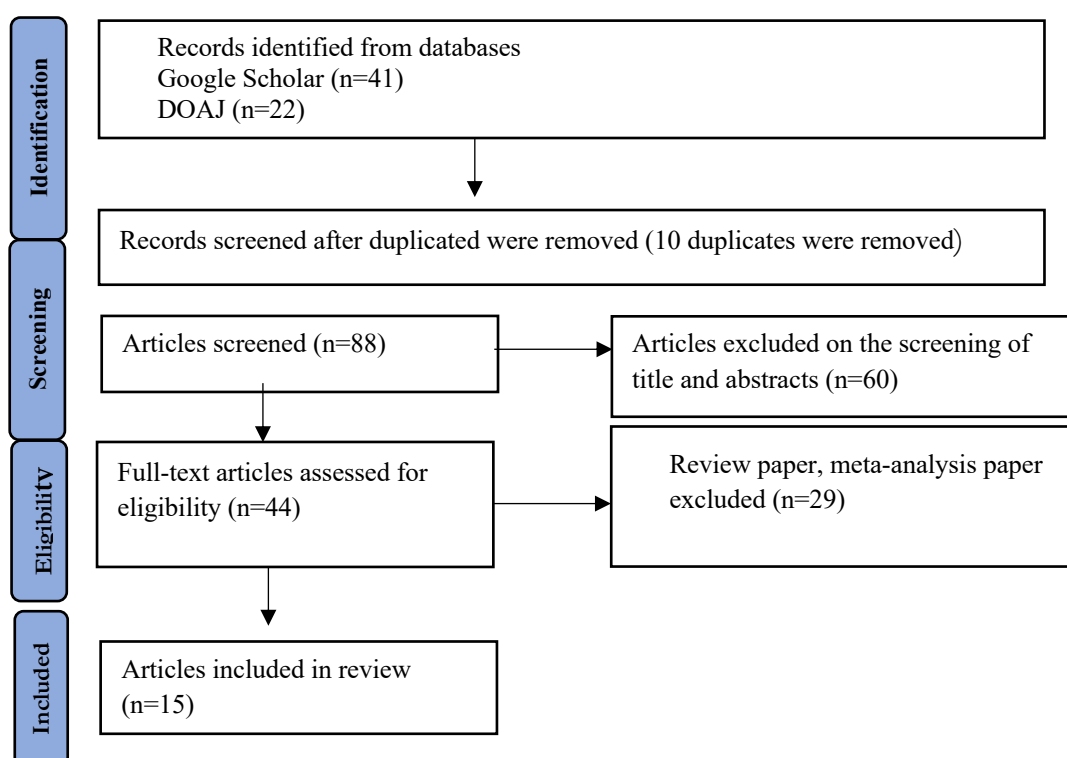 Identification
Records identified from databases
Google Scholar (n=41)
DOAJ (n=22)
Records screened after duplicated were removed (10 duplicates were removed)
Screening
Articles screened (n=88)
Articles excluded on the screening of
title and abstracts (n=60)
Eligibility
Full-text articles assessed for
eligibility (n=44)
Review paper, meta-analysis paper
excluded (n=29)
Included
Articles included in review
(n=15)